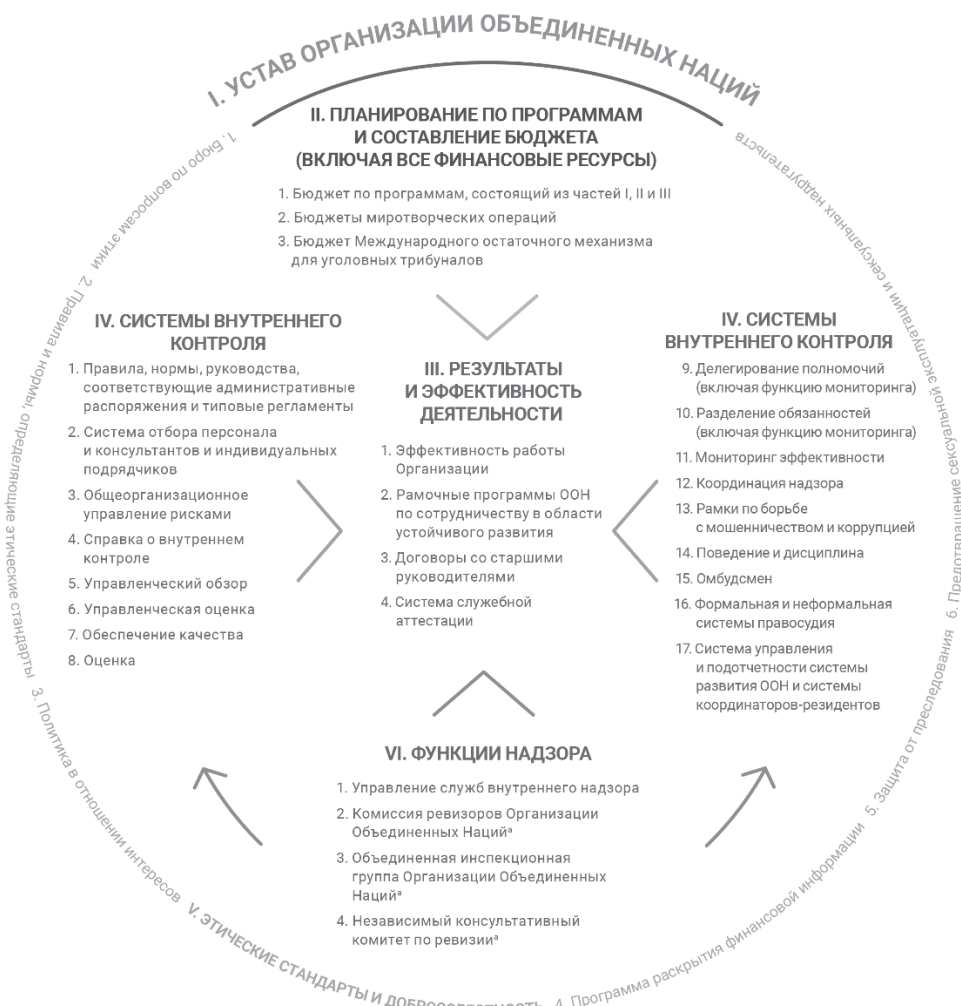 I. УСТАВ ОРГАНИЗАЦИИ ОБЪЕДИНЕННЫХ НАЦИЙ
II. ПЛАНИРОВАНИЕ ПО ПРОГРАММАМ
И СОСТАВЛЕНИЕ БЮДЖЕТА
(ВКЛЮЧАЯ ВСЕ ФИНАНСОВЫЕ РЕСУРСЫ)
1. Бюджет по программам, состоящий из частей I, II и III
2. Бюджеты миротворческих операций
3. Бюджет Международного остаточного механизма
для уголовных трибуналов
IV. СИСТЕМЫ ВНУТРЕННЕГО
КОНТРОЛЯ
1. Правила, нормы, руководства,
соответствующие административные
распоряжения и типовые регламенты
2. Система отбора персонала
и консультантов и индивидуальных
подрядчиков
3. Общеорганизационное
управление рисками
4. Справка о внутреннем
контроле
5. Управленческий обзор
6. Управленческая оценка
7. Обеспечение качества
8. Оценка
III. РЕЗУЛЬТАТЫ
И ЭФФЕКТИВНОСТЬ
ДЕЯТЕЛЬНОСТИ
1. Эффективность работы
Организации
2. Рамочные программы ООН
по сотрудничеству в области
устойчивого развития
3. Договоры со старшими
руководителями
4. Система служебной
аттестации
IV. СИСТЕМЫ
ВНУТРЕННЕГО КОНТРОЛЯ
9. Делегирование полномочий
(включая функцию мониторинга)
10. Разделение обязанностей
(включая функцию мониторинга)
11. Мониторинг эффективности
12. Координация надзора
13. Рамки по борьбе
с мошенничеством и коррупцией
14. Поведение и дисциплина
15. Омбудсмен
16. Формальная и неформальная
системы правосудия
17. Система управления
и подотчетности системы
развития ООН и системы
координаторов-резидентов
VI. ФУНКЦИИ НАДЗОРА
1. Управление служб внутреннего надзора
2. Комиссия ревизоров Организации
Объединенных Нацийª
3. Объединенная инспекционная
группа Организации Объединенных
Нацийª
4. Независимый консультативный
комитет по ревизииª
V. ЭТИЧЕСКИЕ СТАНДАРТЫ И ДОБРОСОВЕСТНОСТЬ
1. Бюро по вопросам этики
2. Правила и нормы, определяющие этические стандарты
3. Политика в отношении интересов
4. Программа раскрытия финансовой информации
5. Защита от преследования
6. Предотвращение сексуальной эксплуатации и сексуальных надругательств